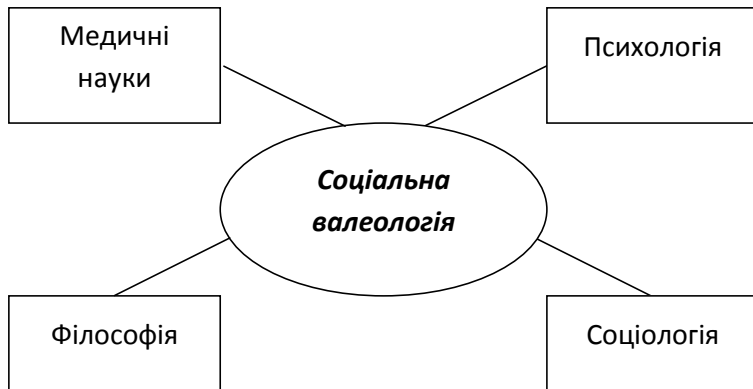 Медичні
науки
Психологія
Соціальна
валеологія
Філософія
Соціологія